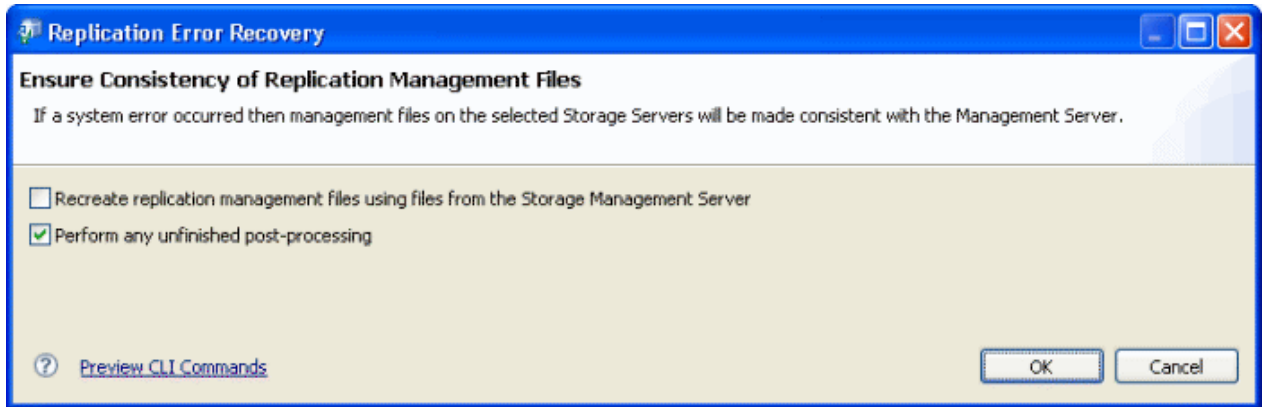 Replication Error Recovery
Ensure Consistency of Replication Management Files
If a system error occurred then management files on the selected Storage Servers will be made consistent with the Management Server.
Recreate replication management files using files from the Storage Management Server
Perform any unfinished post-processing
? Preview CLI Commands
OK Cancel